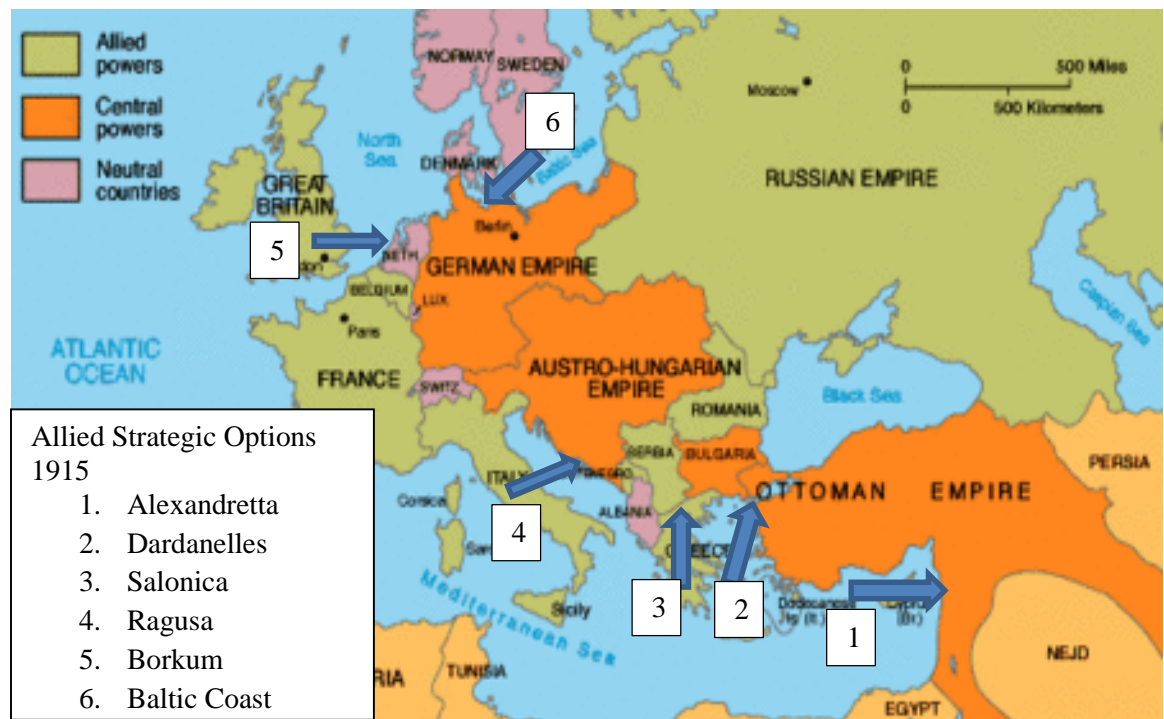 Allied
powers
Central
powers
Neutral
countries
NORWAY
SWEDEN
6
North
Sea
DENMARK
Baltic Sea
Moscow
0 500 Miles
0 500 Kilometers
GREAT
BRITAIN
RUSSIAN EMPIRE
5
NETH
Berlin
GERMAN EMPIRE
BELGIUM
LUX
Paris
Caspian Sea
ATLANTIC
OCEAN
FRANCE
SWITZ
AUSTRO-HUNGARIAN
EMPIRE
ROMANIA
Black Sea
SERBIA
BULGARIA
PERSIA
ITALY
Corsica
ALBANIA
OTTOMAN EMPIRE
4
GREECE
Sicily
Mediterranean Sea
3
2
Dodecanese
Is. (It.)
1
(Br.)
NEJD
TUNISIA
EGYPT
Allied Strategic Options
1915
1. Alexandretta
2. Dardanelles
3. Salonica
4. Ragusa
5. Borkum
6. Baltic Coast